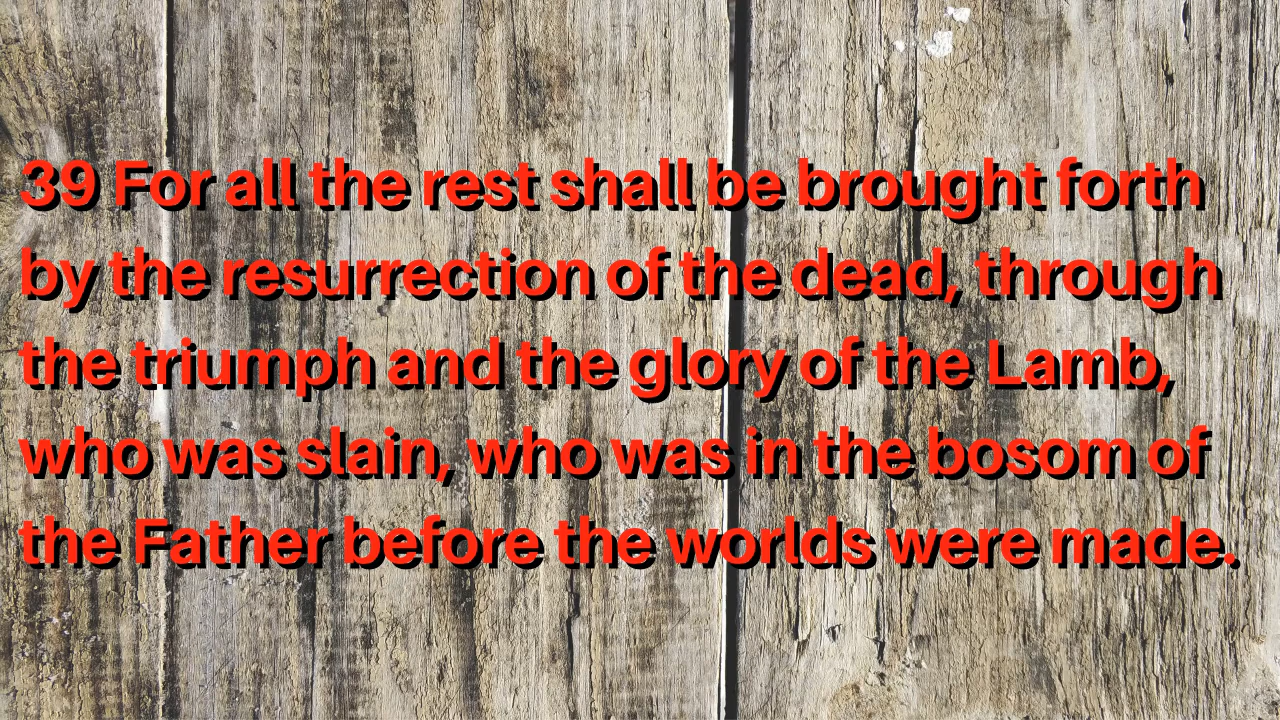 39 For all the rest shall be brought forth
by the resurrection of the dead, through
the triumph and the glory of the Lamb,
who was slain, who was in the bosom of
the Father before the worlds were made.